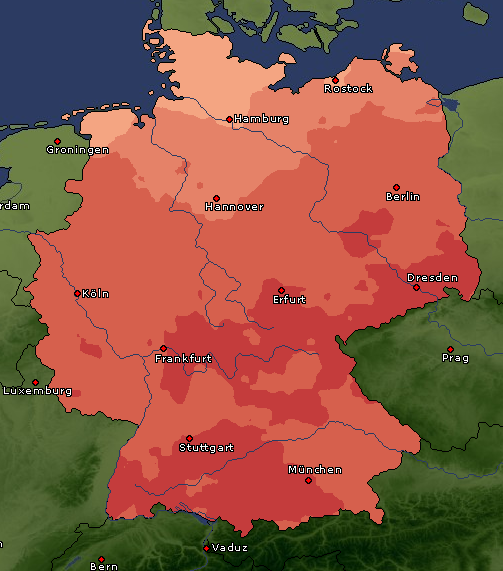 Rostock
Hamburg
Groningen
Berlin
rdam
Hannover
Dresden
Köln
Erfurt
Frankfurt
Prag
Luxemburg
Stuttgart
München
Vaduz
Bern